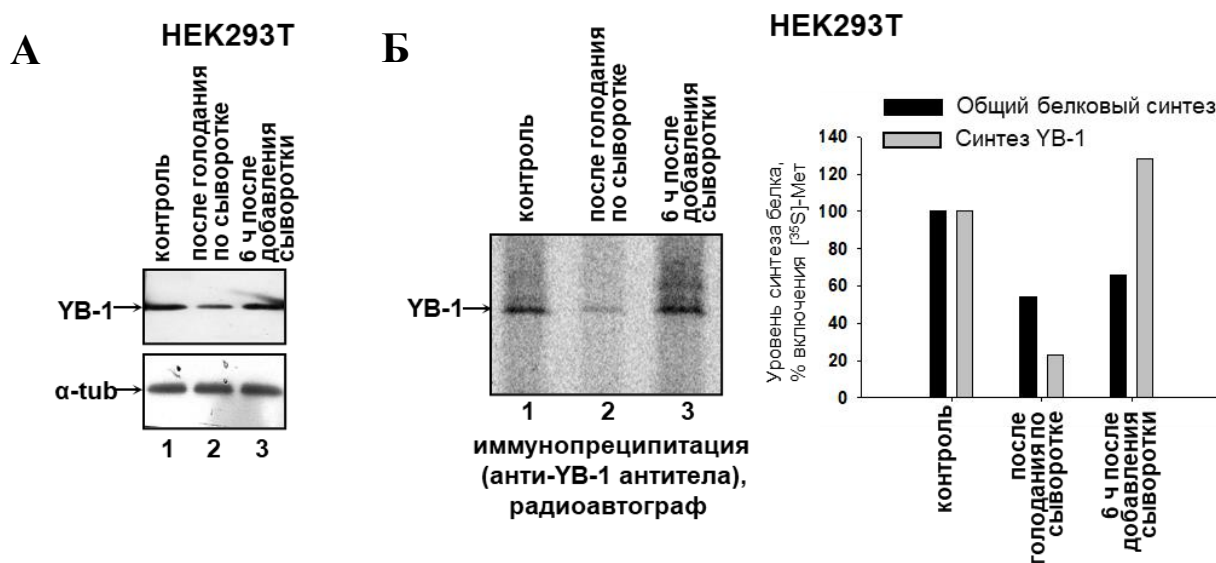 А
HEK293T
контроль
после голодания
по сыворотке
6 ч после
добавления
сыворотки
YB-1
α-tub
1 2 3
Б
HEK293T
контроль
после голодания
по сыворотке
6 ч после
добавления
сыворотки
YB-1
1 2 3
иммунопреципитация
(анти-YB-1 антитела),
радиоавтограф
Общий белковый синтез
Синтез YB-1
Уровень синтеза белка,
% включения [³⁵S]-Мет
140
120
100
80
60
40
20
0
контроль
после
голодания по
сыворотке
6 ч после
добавления
сыворотки